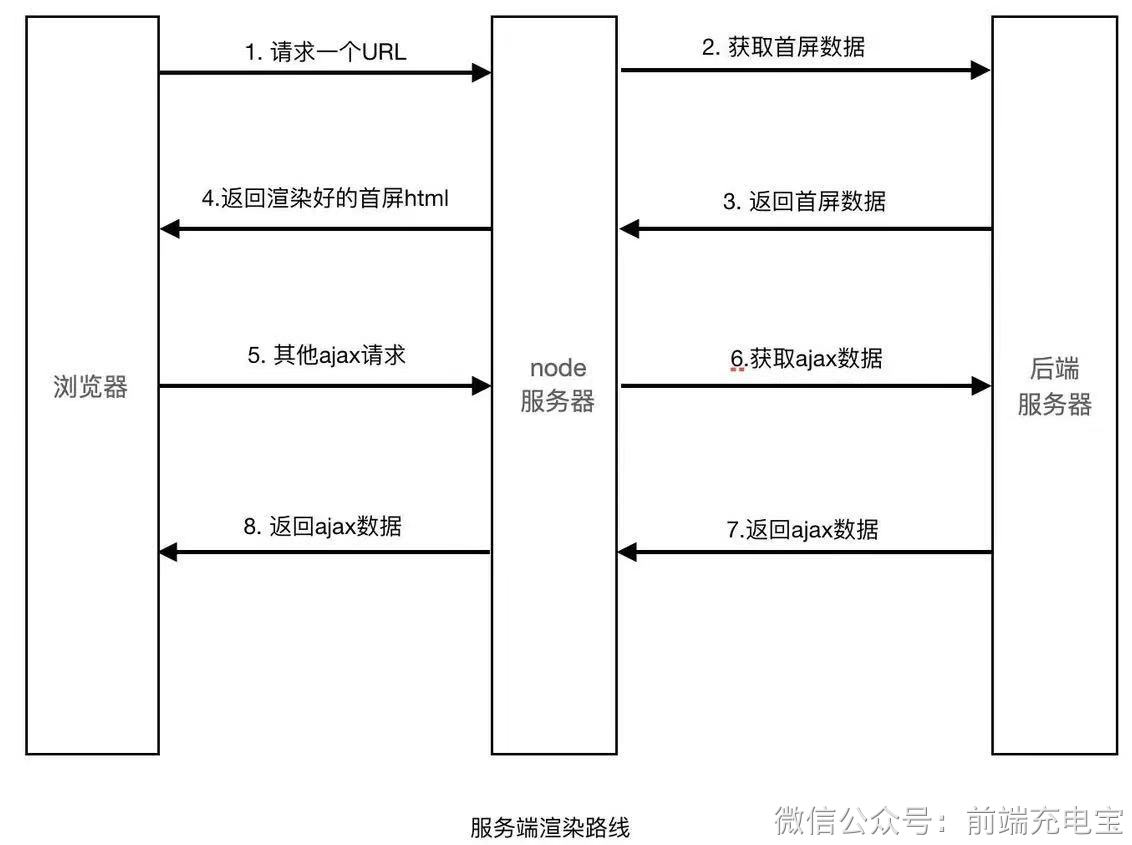 1. 请求一个URL
2. 获取首屏数据
4.返回渲染好的首屏html
3. 返回首屏数据
5. 其他ajax请求
6.获取ajax数据
浏览器
node
服务器
后端
服务器
8. 返回ajax数据
7.返回ajax数据
服务端渲染路线
微信公众号：前端充电宝